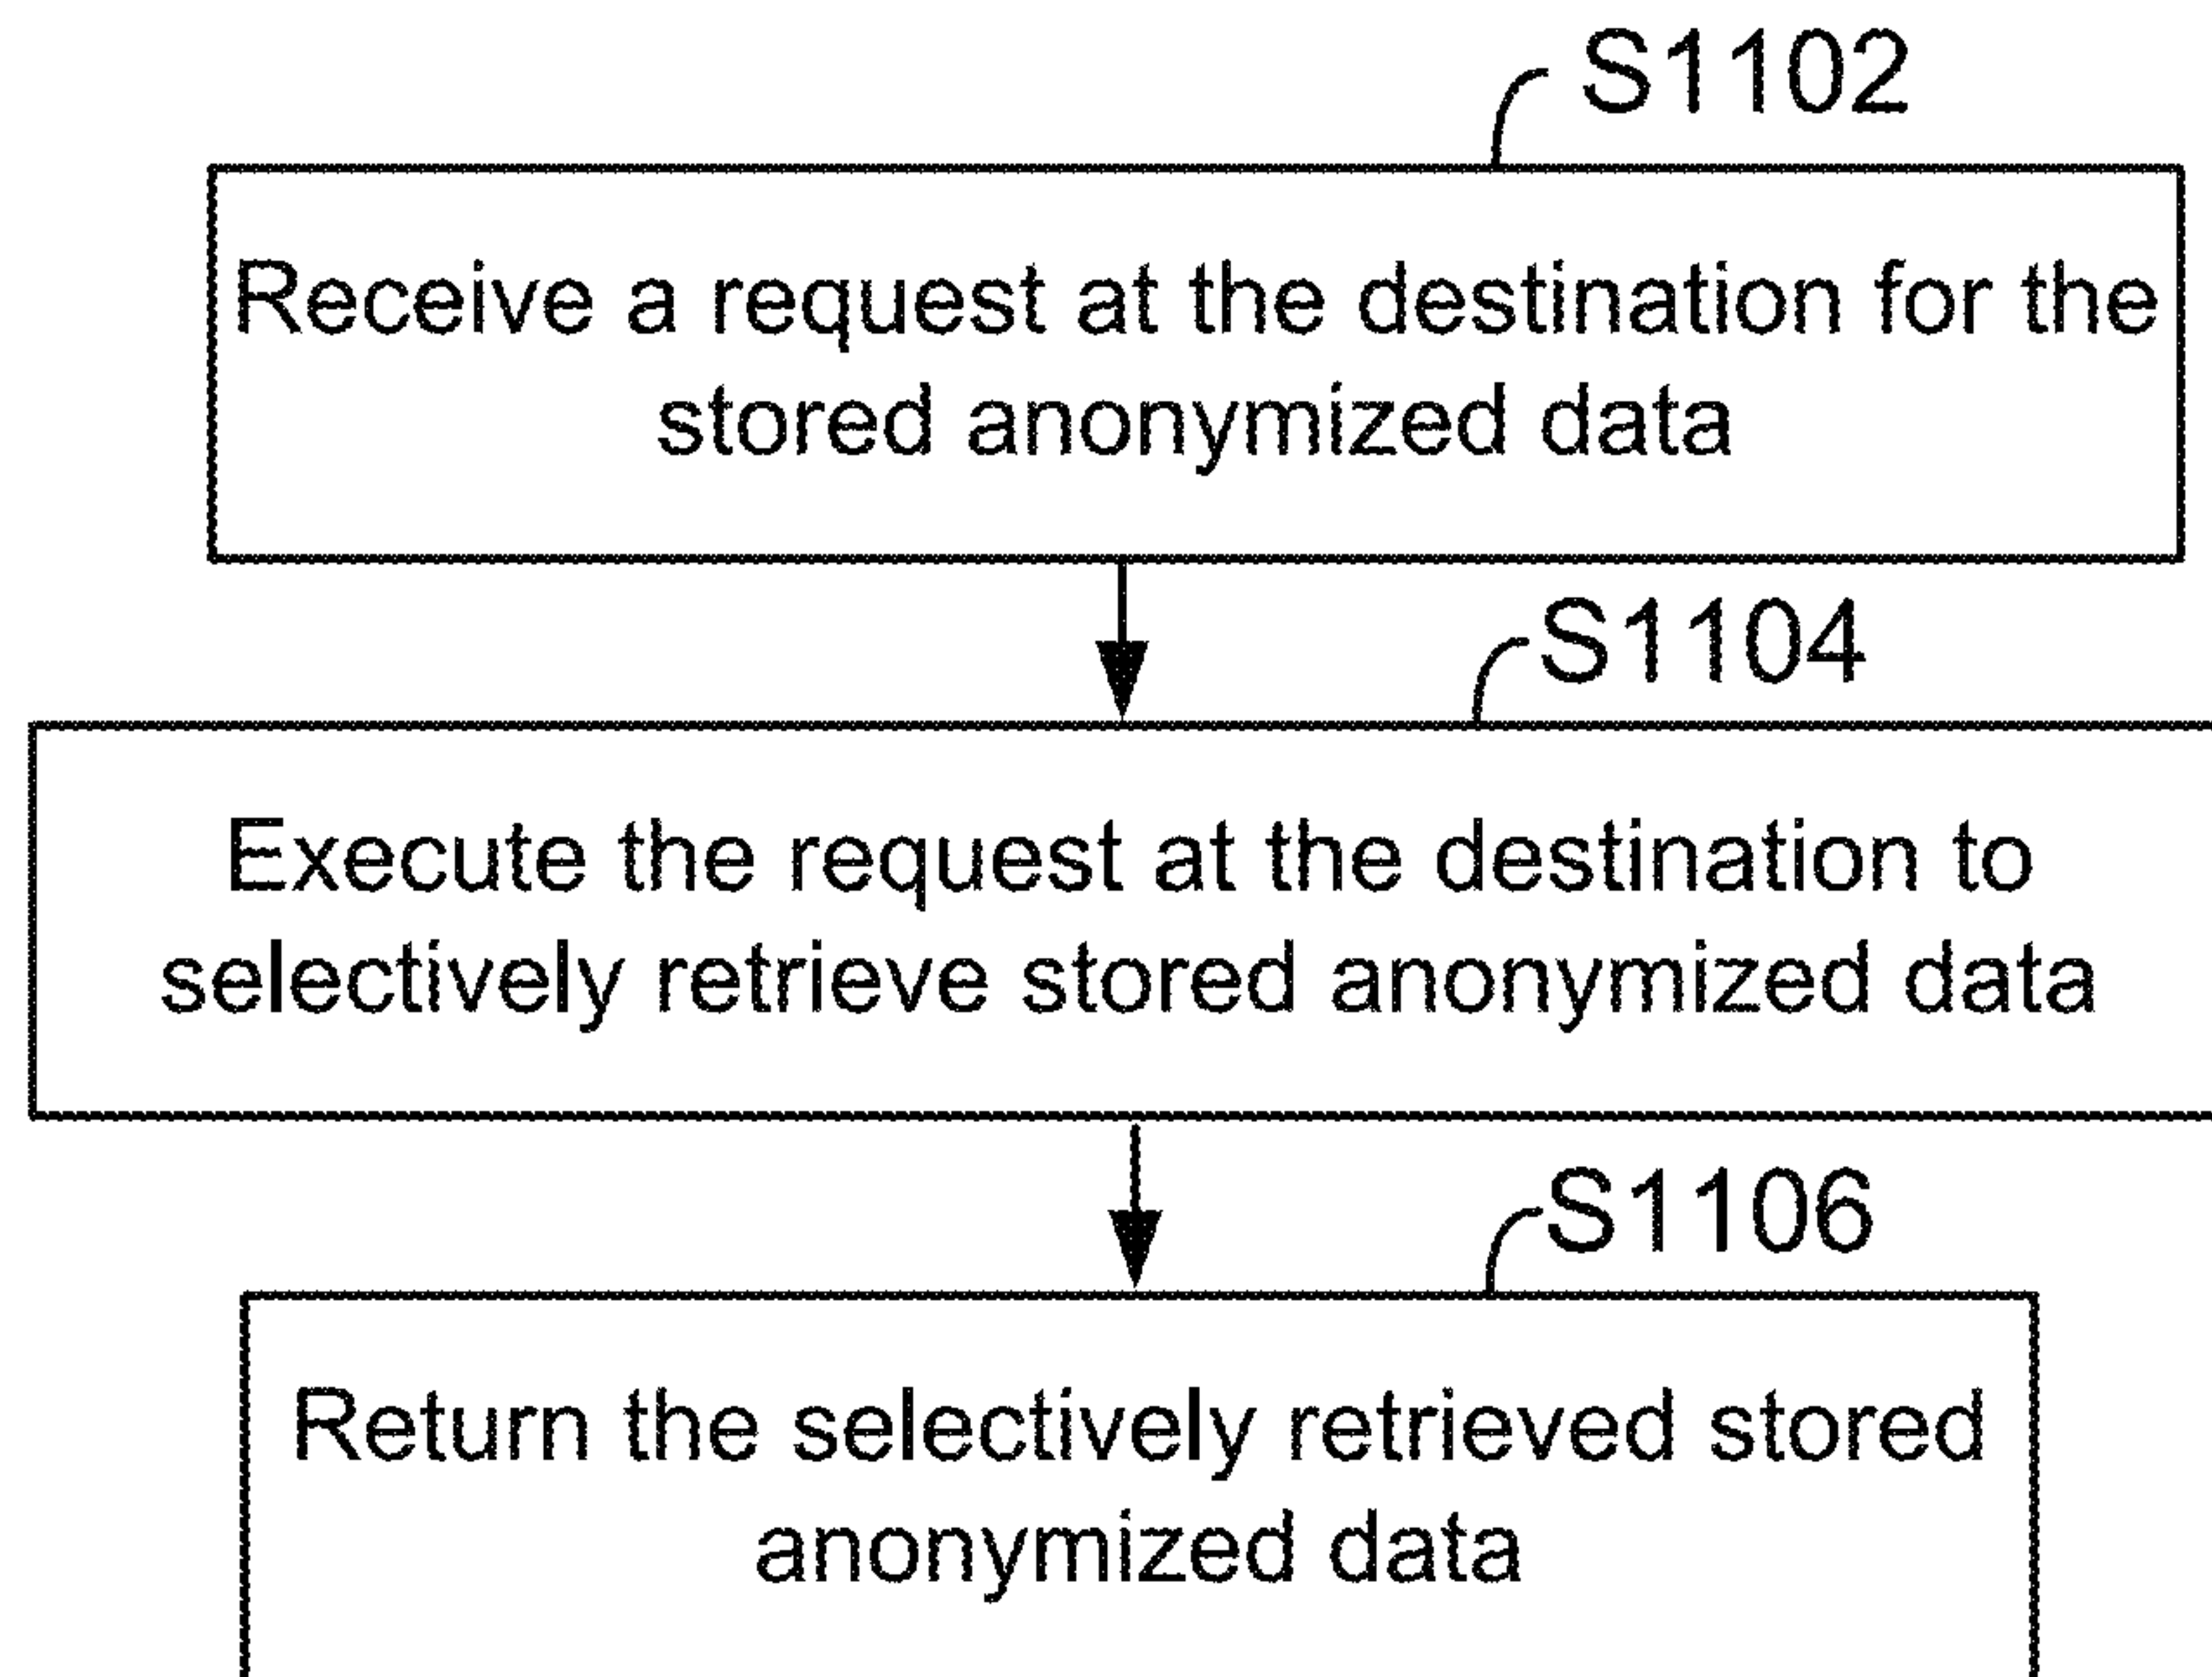 S1102
Receive a request at the destination for the
stored anonymized data
S1104
Execute the request at the destination to
selectively retrieve stored anonymized data
S1106
Return the selectively retrieved stored
anonymized data